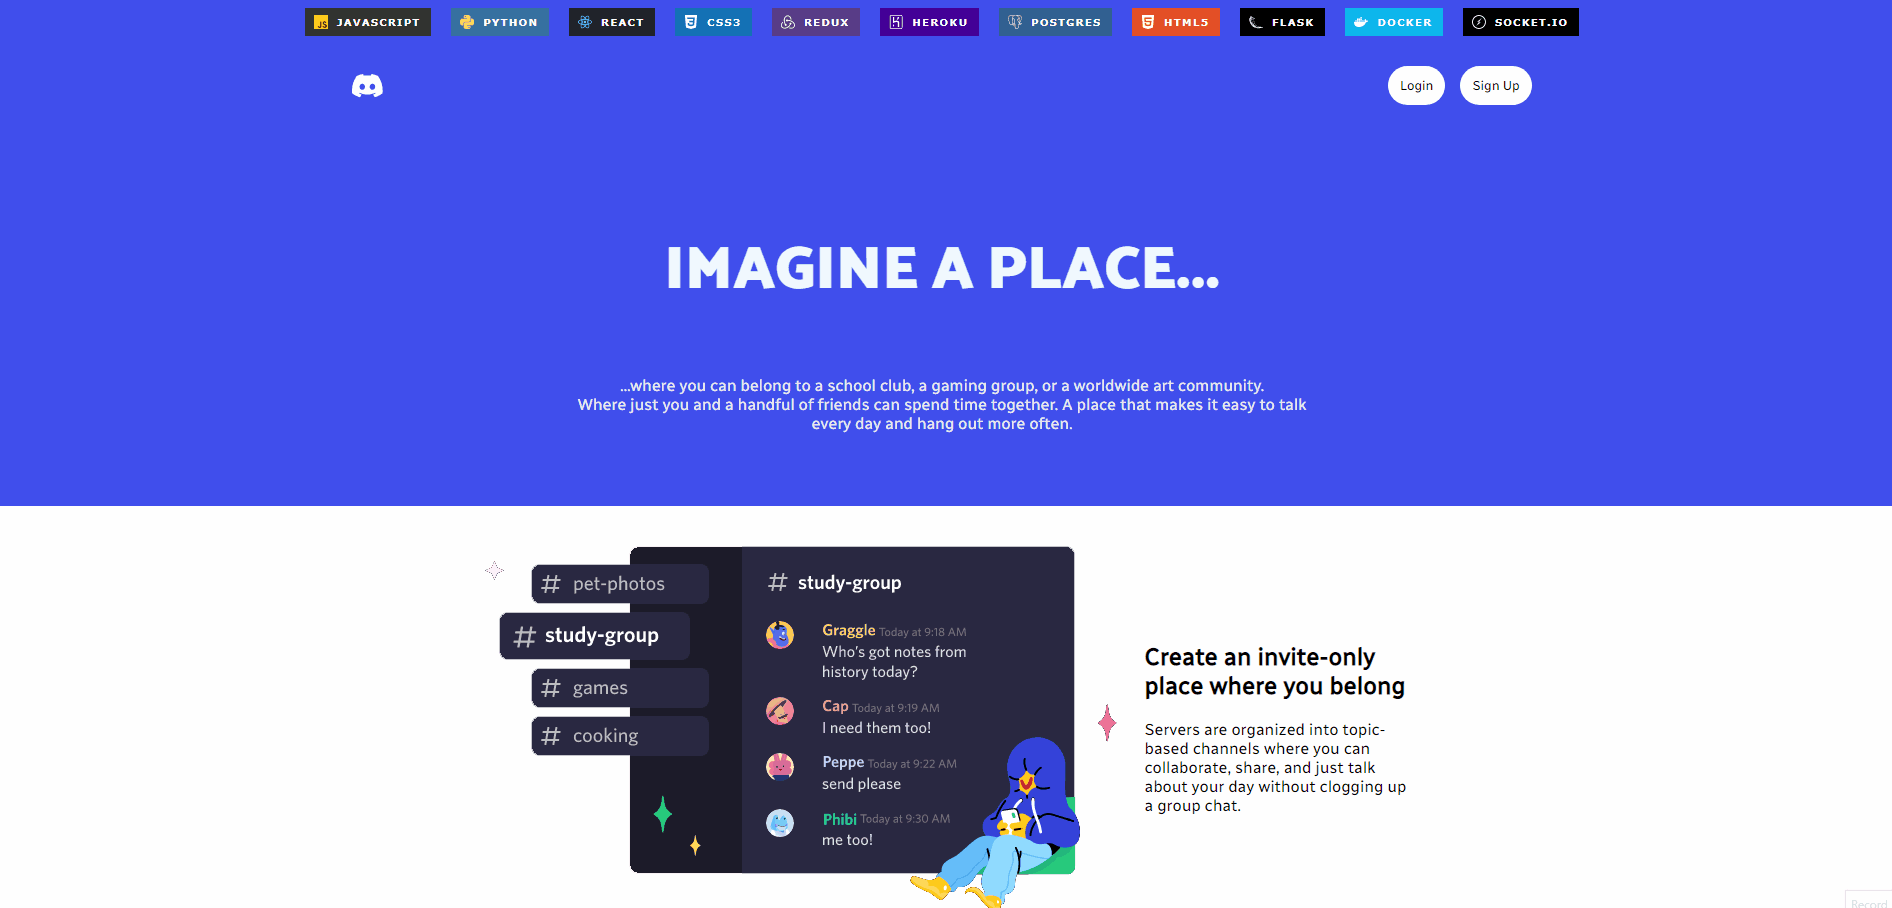 JAVASCRIPT PYTHON REACT CSS3 REDUX HEROKU POSTGRES HTML5 FLASK DOCKER SOCKET.IO
Login Sign Up
IMAGINE A PLACE...
...where you can belong to a school club, a gaming group, or a worldwide art community.
Where just you and a handful of friends can spend time together. A place that makes it easy to talk
every day and hang out more often.
# pet-photos
# study-group
# games
# cooking
# study-group
Graggle Today at 9:18 AM
Who's got notes from
history today?
Cap Today at 9:19 AM
I need them too!
Peppe Today at 9:22 AM
send please
Phibi Today at 9:30 AM
me too!
Create an invite-only
place where you belong
Servers are organized into topic-
based channels where you can
collaborate, share, and just talk
about your day without clogging up
a group chat.
Record